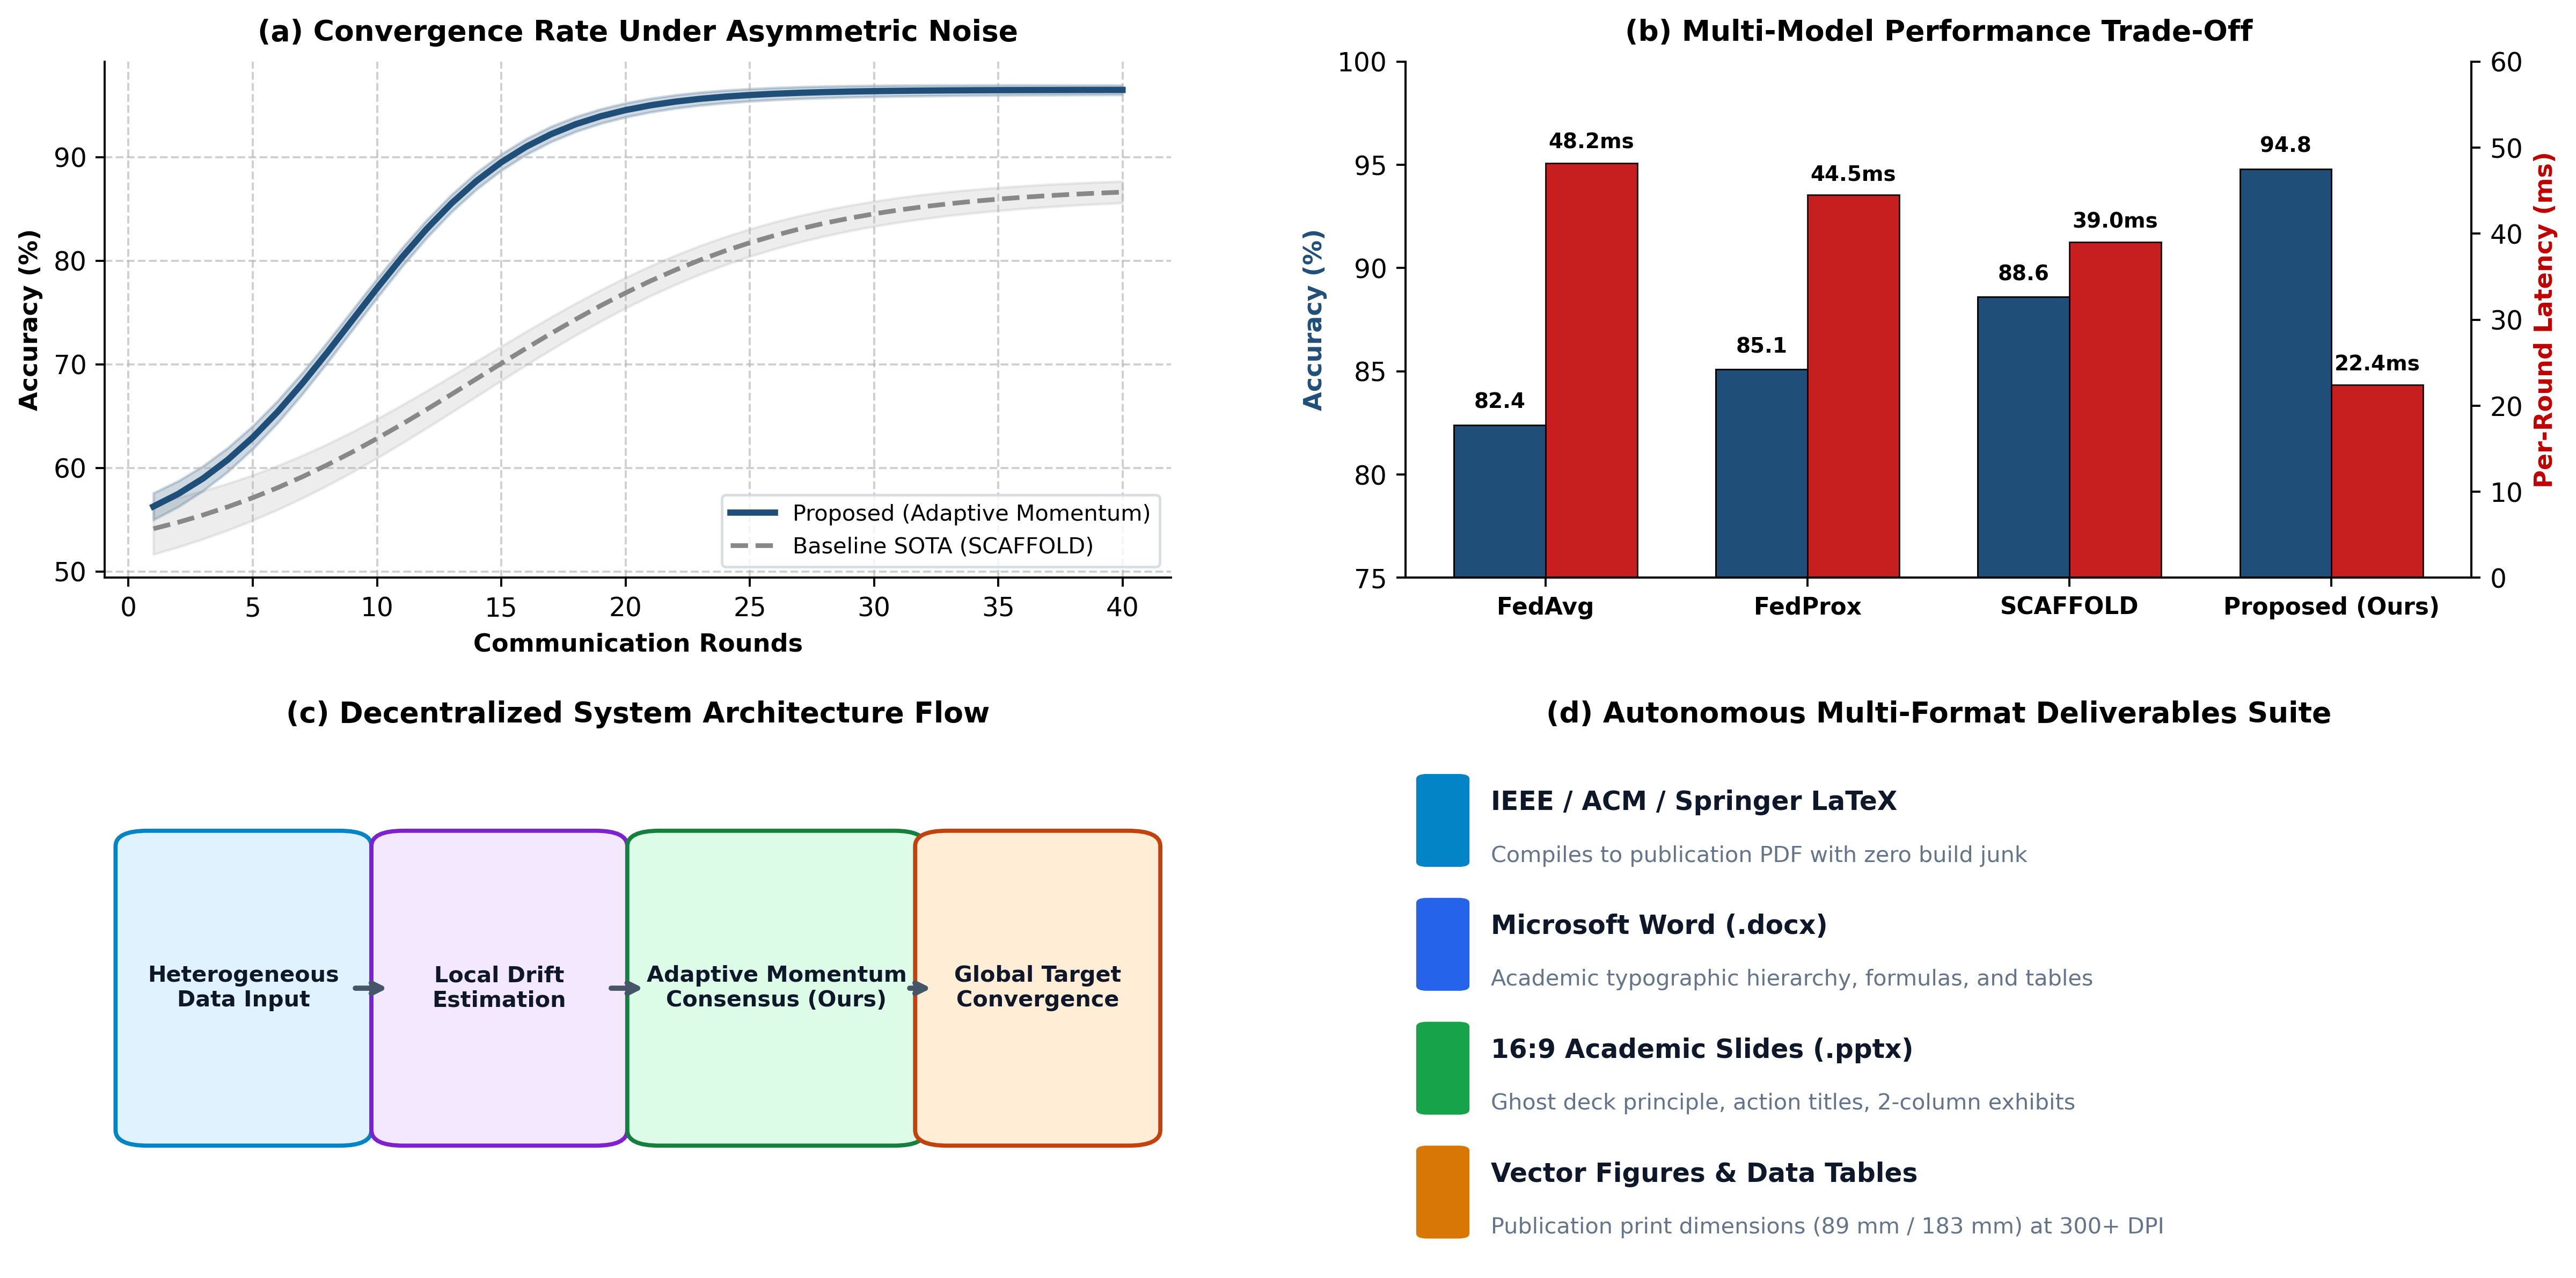 (a) Convergence Rate Under Asymmetric Noise
Accuracy (%)
90
80
70
60
50
0 5 10 15 20 25 30 35 40
Communication Rounds
Proposed (Adaptive Momentum)
Baseline SOTA (SCAFFOLD)
(b) Multi-Model Performance Trade-Off
Accuracy (%)
100
95
90
85
80
75
82.4
48.2ms
85.1
44.5ms
88.6
39.0ms
94.8
22.4ms
FedAvg
FedProx
SCAFFOLD
Proposed (Ours)
60
50
40
30
20
10
0
Per-Round Latency (ms)
(c) Decentralized System Architecture Flow
Heterogeneous
Data Input
Local Drift
Estimation
Adaptive Momentum
Consensus (Ours)
Global Target
Convergence
(d) Autonomous Multi-Format Deliverables Suite
IEEE / ACM / Springer LaTeX
Compiles to publication PDF with zero build junk
Microsoft Word (.docx)
Academic typographic hierarchy, formulas, and tables
16:9 Academic Slides (.pptx)
Ghost deck principle, action titles, 2-column exhibits
Vector Figures & Data Tables
Publication print dimensions (89 mm / 183 mm) at 300+ DPI